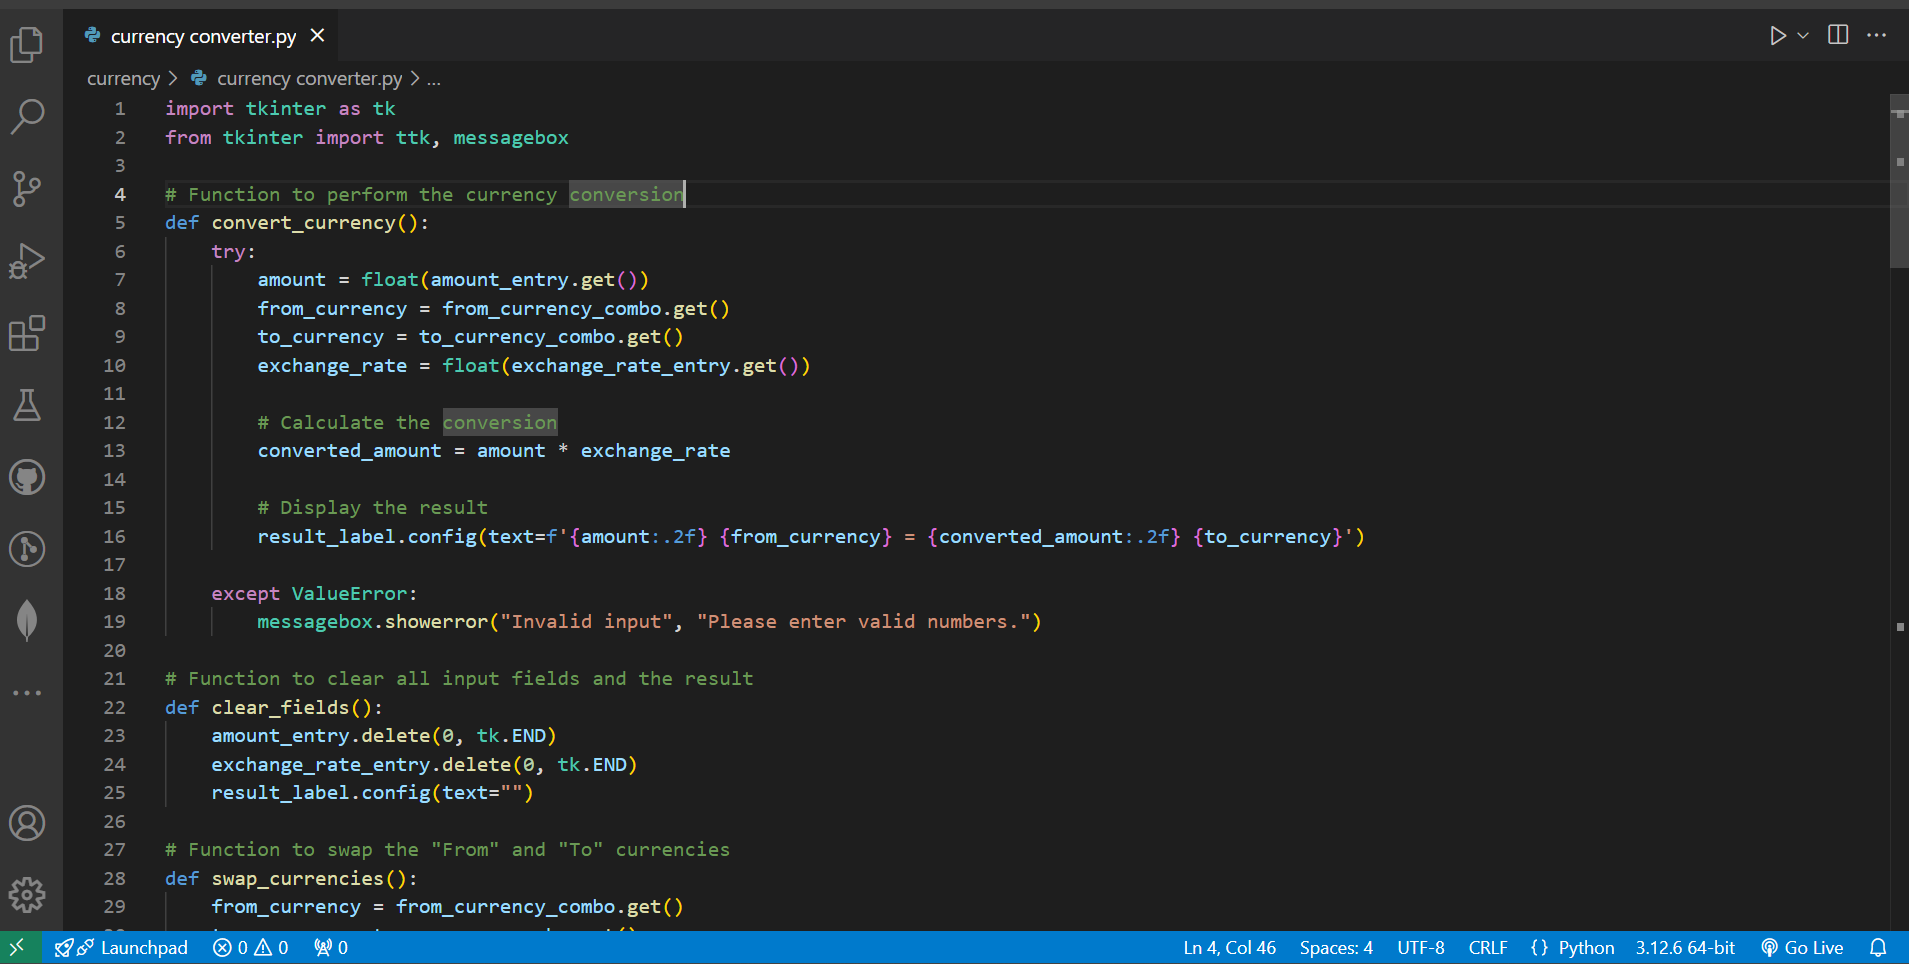 currency converter.py
currency > currency converter.py > ...
1 import tkinter as tk
2 from tkinter import ttk, messagebox
3
4 # Function to perform the currency conversion
5 def convert_currency():
6     try:
7         amount = float(amount_entry.get())
8         from_currency = from_currency_combo.get()
9         to_currency = to_currency_combo.get()
10         exchange_rate = float(exchange_rate_entry.get())
11
12         # Calculate the conversion
13         converted_amount = amount * exchange_rate
14
15         # Display the result
16         result_label.config(text=f'{amount:.2f} {from_currency} = {converted_amount:.2f} {to_currency}')
17
18     except ValueError:
19         messagebox.showerror("Invalid input", "Please enter valid numbers.")
20
21 # Function to clear all input fields and the result
22 def clear_fields():
23     amount_entry.delete(0, tk.END)
24     exchange_rate_entry.delete(0, tk.END)
25     result_label.config(text="")
26
27 # Function to swap the "From" and "To" currencies
28 def swap_currencies():
29     from_currency = from_currency_combo.get()
Launchpad 0 0 0 Ln 4, Col 46 Spaces: 4 UTF-8 CRLF {} Python 3.12.6 64-bit Go Live